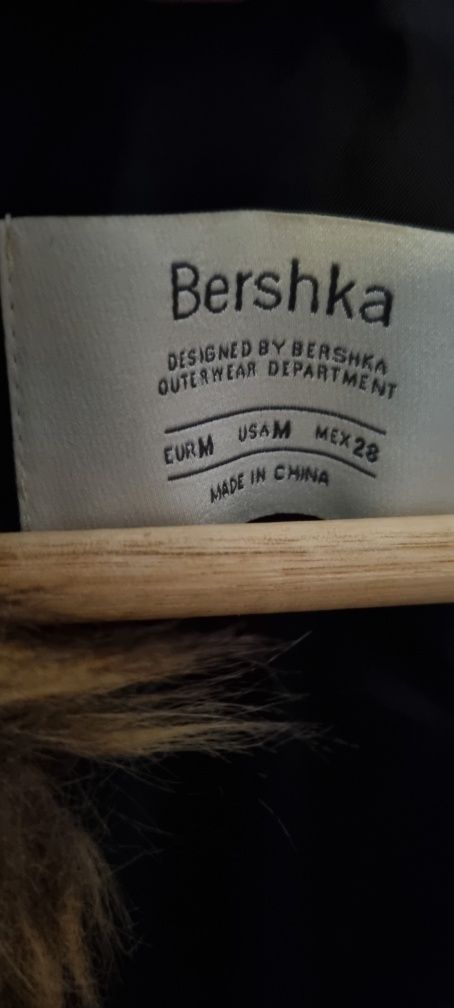 Bershka
DESIGNED BY BERSHKA
OUTERWEAR DEPARTMENT
EUR M USA M MEX 28
MADE IN CHINA